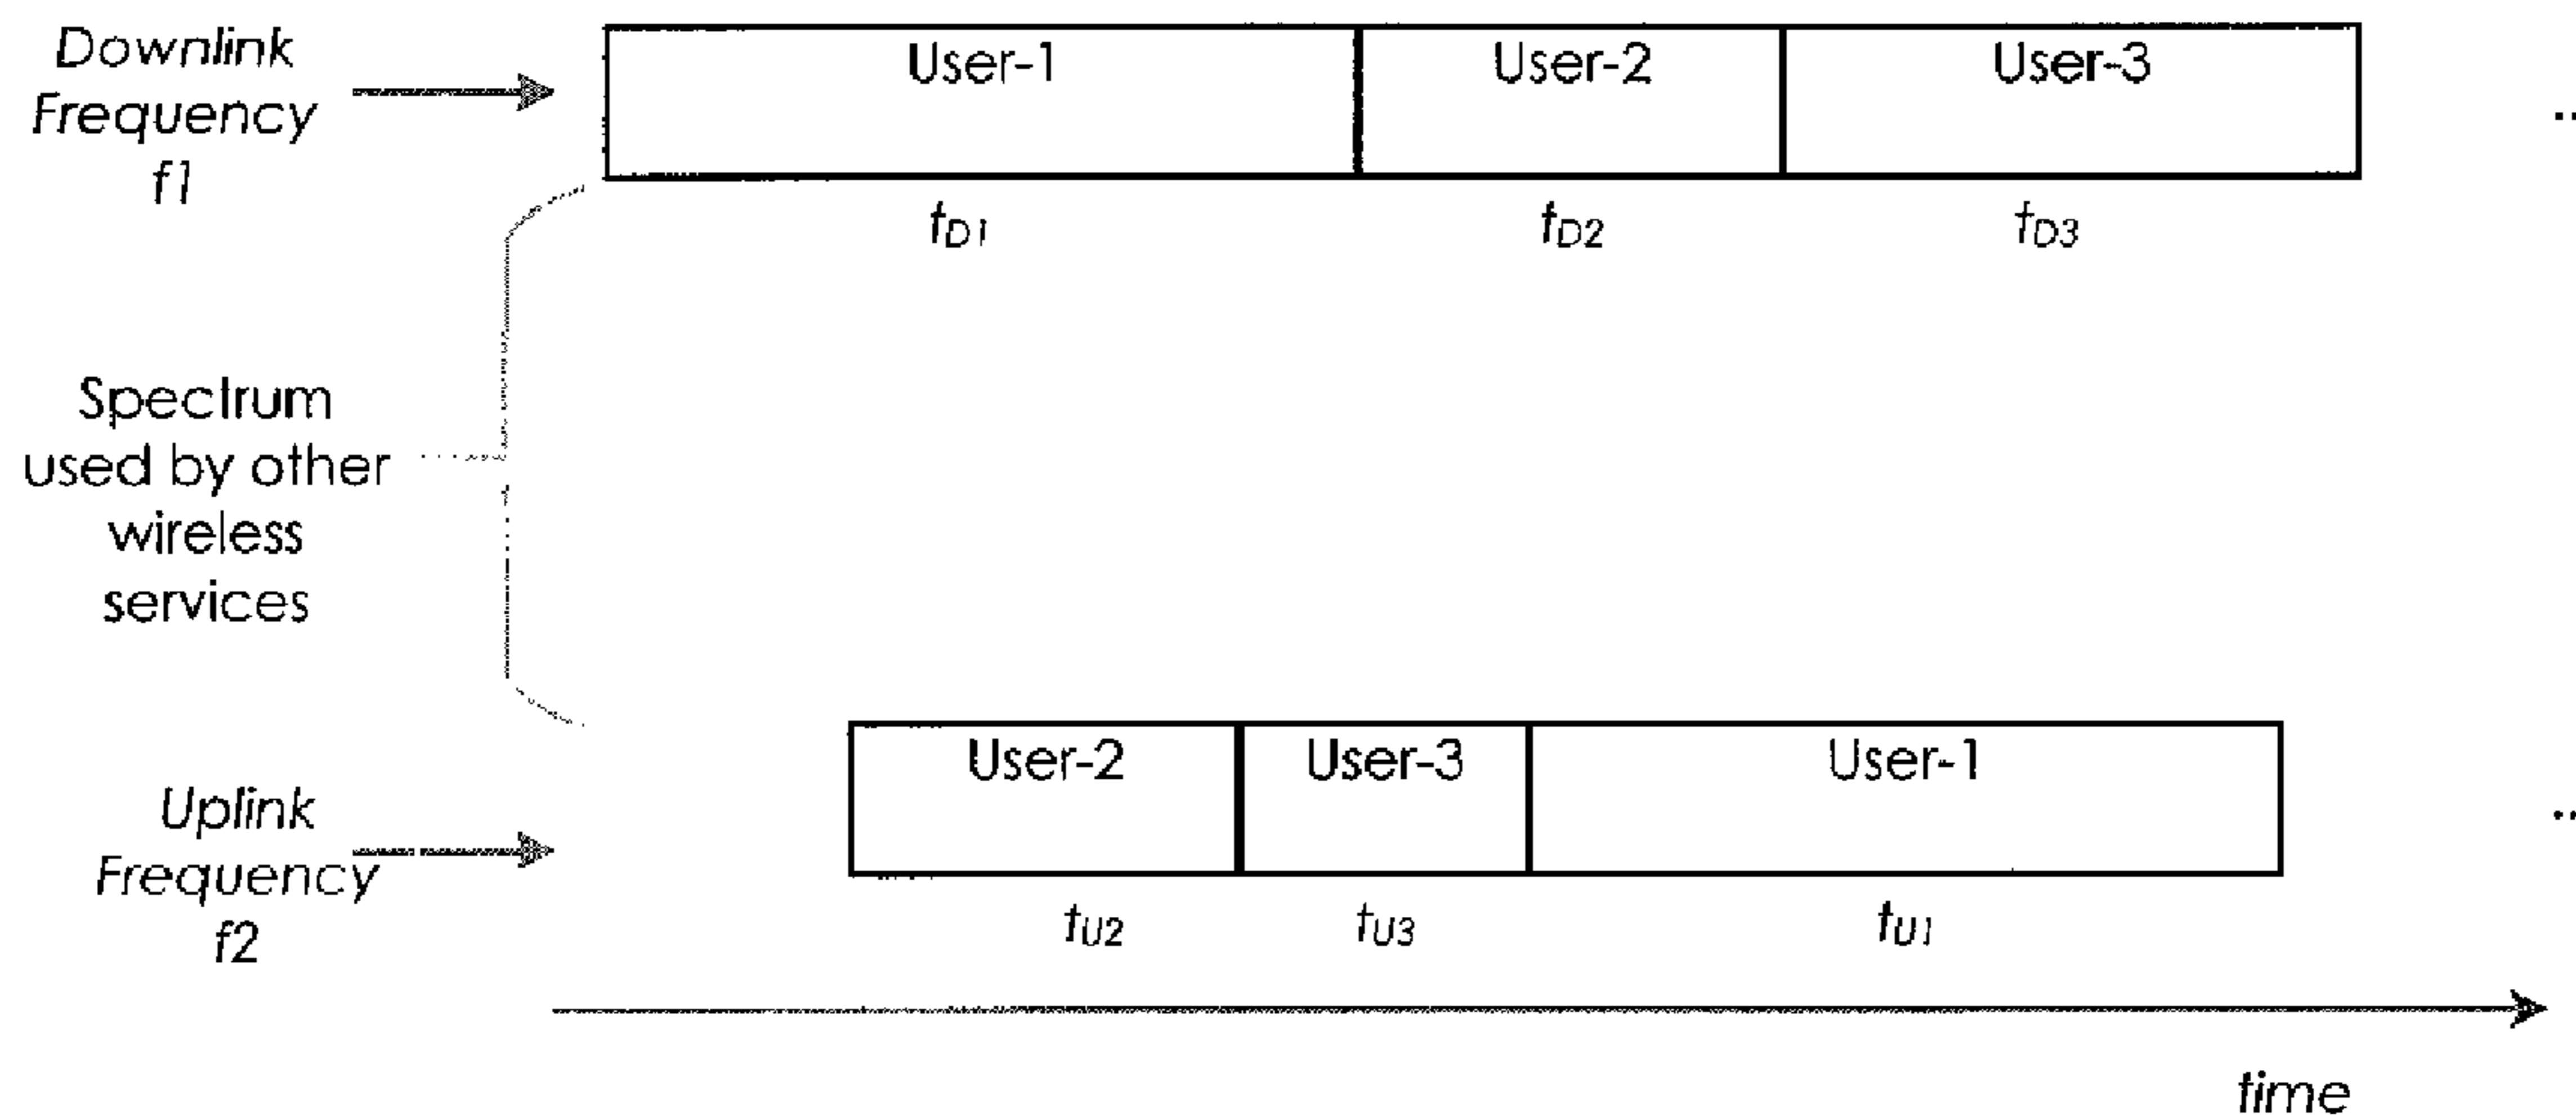 Downlink
Frequency
f1
User-1
User-2
User-3
..
tD1
tD2
tD3
Spectrum
used by other
wireless
services
User-2
User-3
User-1
Uplink
Frequency
f2
..
tU2
tU3
tU1
time